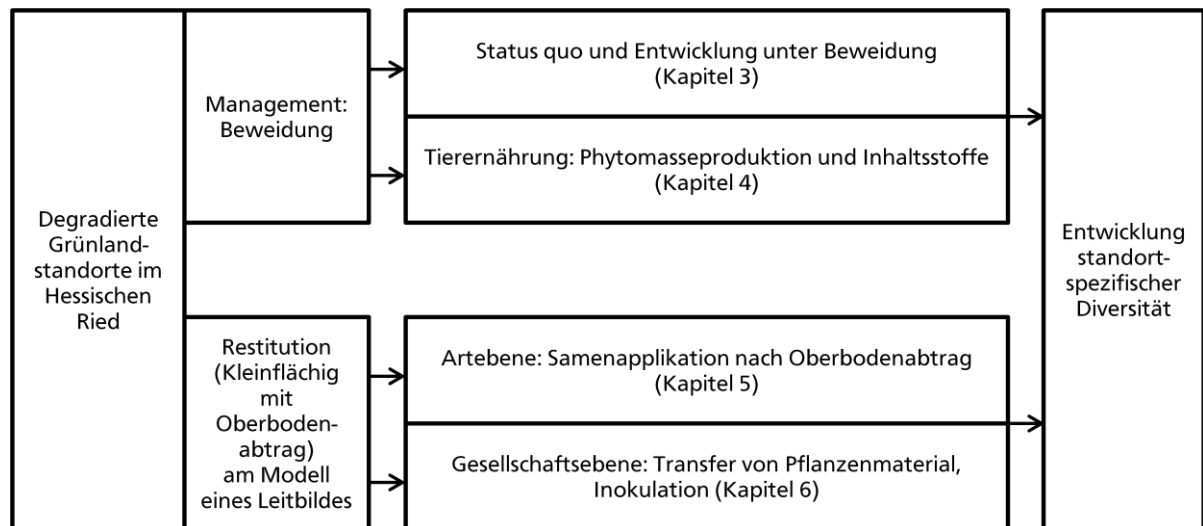 Degradierte
Grünland-
standorte im
Hessischen
Ried
Management:
Beweidung
Status quo und Entwicklung unter Beweidung
(Kapitel 3)
Tierernährung: Phytomasseproduktion und Inhaltsstoffe
(Kapitel 4)
Restitution
(Kleinflächig
mit
Oberboden-
abtrag)
am Modell
eines Leitbildes
Artebene: Samenapplikation nach Oberbodenabtrag
(Kapitel 5)
Gesellschaftsebene: Transfer von Pflanzenmaterial,
Inokulation (Kapitel 6)
Entwicklung
standort-
spezifischer
Diversität